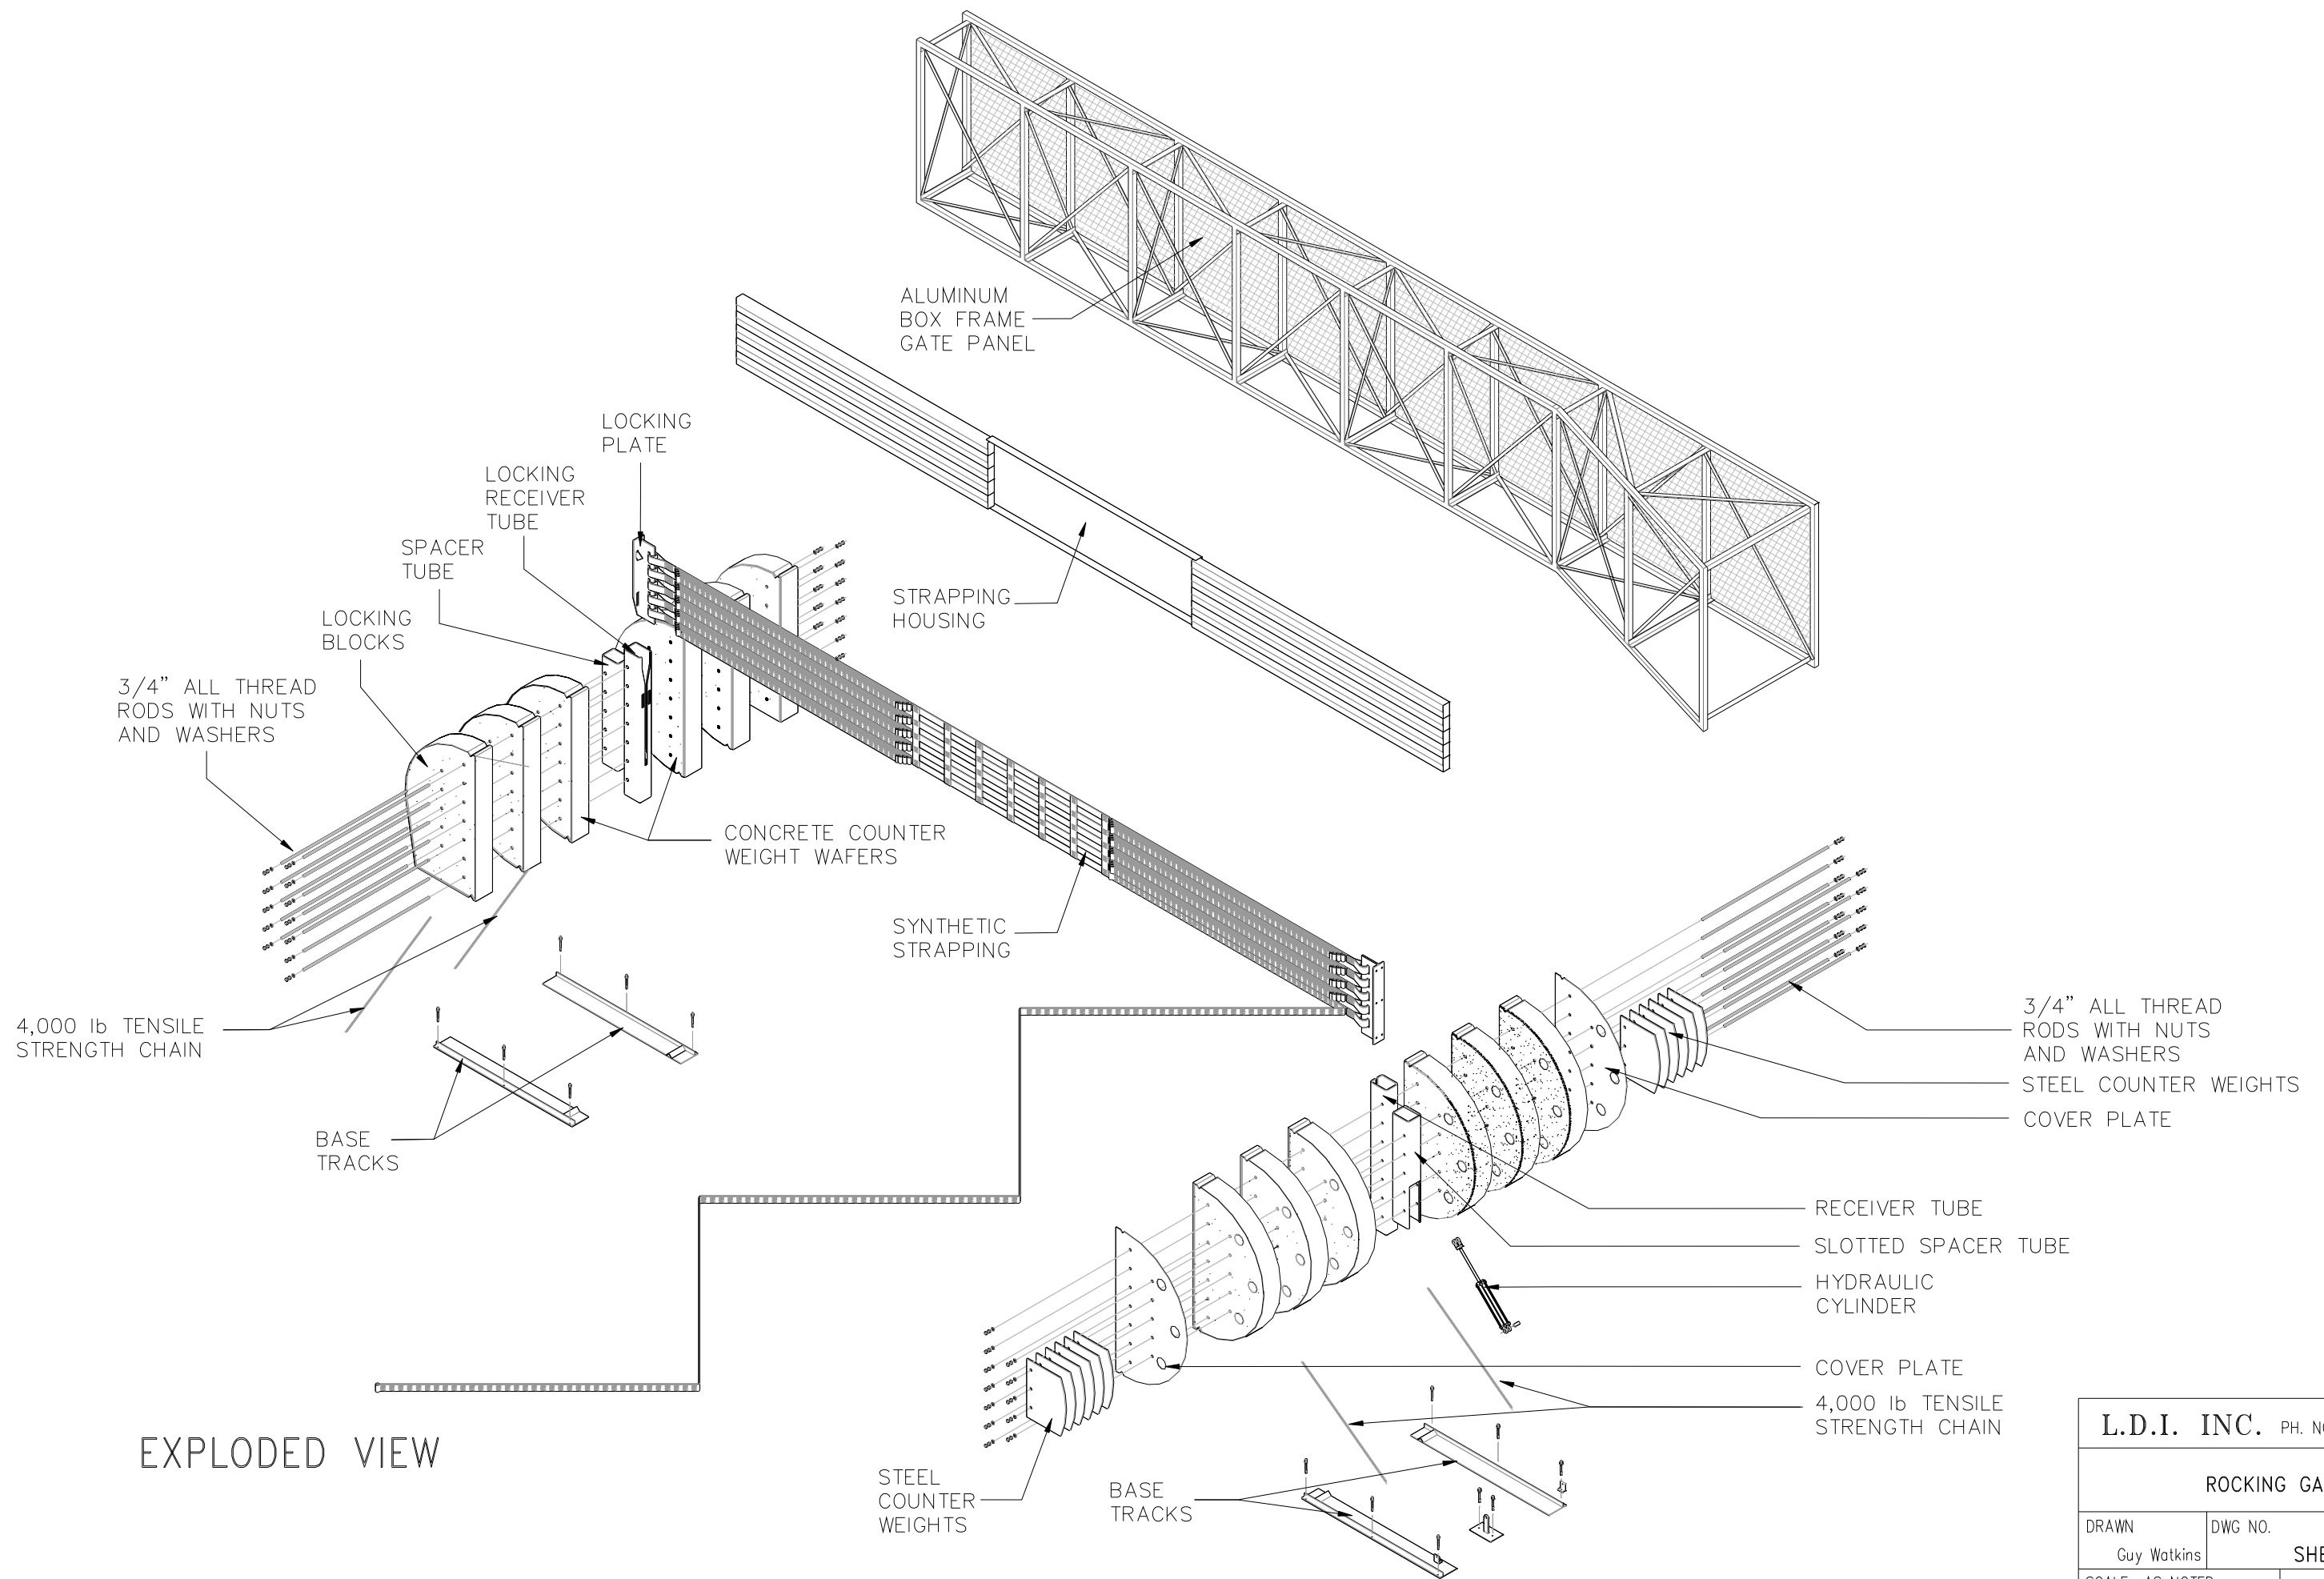 ALUMINUM
BOX FRAME
GATE PANEL
LOCKING
PLATE
LOCKING
RECEIVER
TUBE
SPACER
TUBE
LOCKING
BLOCKS
3/4” ALL THREAD
RODS WITH NUTS
AND WASHERS
STRAPPING
HOUSING
CONCRETE COUNTER
WEIGHT WAFERS
SYNTHETIC
STRAPPING
4,000 lb TENSILE
STRENGTH CHAIN
BASE
TRACKS
3/4” ALL THREAD
RODS WITH NUTS
AND WASHERS
STEEL COUNTER WEIGHTS
COVER PLATE
RECEIVER TUBE
SLOTTED SPACER TUBE
HYDRAULIC
CYLINDER
COVER PLATE
4,000 lb TENSILE
STRENGTH CHAIN
STEEL
COUNTER
WEIGHTS
BASE
TRACKS
EXPLODED VIEW
L.D.I. INC. PH.
ROCKING
DRAWN
Guy Watkins
DWG NO.